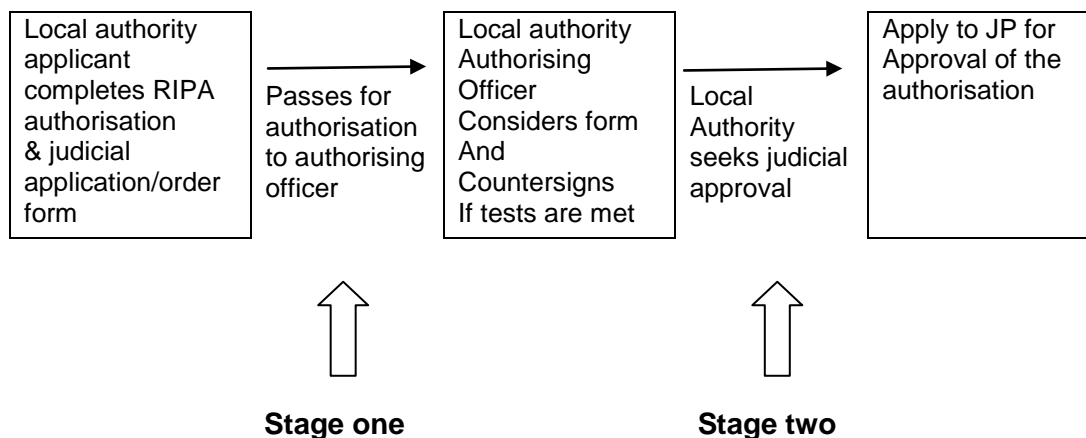 Local authority
applicant
completes RIPA
authorisation
& judicial
application/order
form
Passes for
authorisation
to authorising
officer
Local authority
Authorising
Officer
Considers form
And
Countersigns
If tests are met
Local
Authority
seeks judicial
approval
Apply to JP for
Approval of the
authorisation
Stage one
Stage two